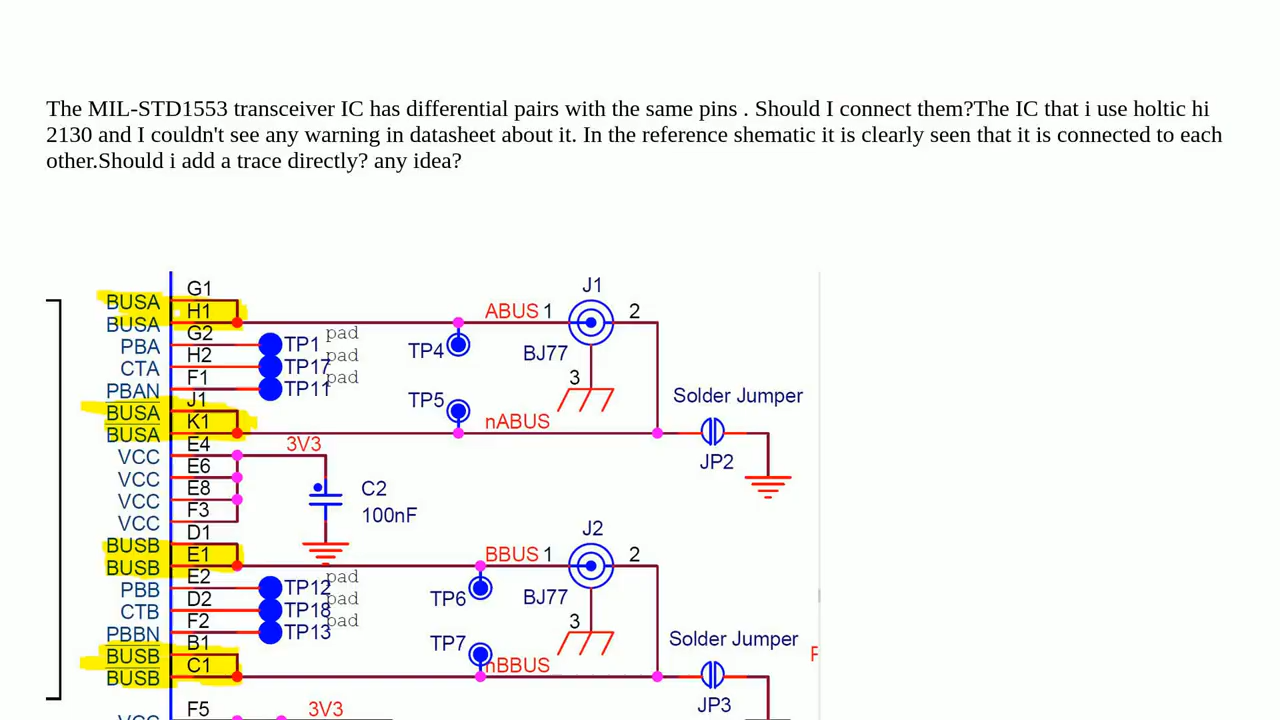 The MIL-STD1553 transceiver IC has differential pairs with the same pins . Should I connect them?The IC that i use holtic hi
2130 and I couldn't see any warning in datasheet about it. In the reference shematic it is clearly seen that it is connected to each
other.Should i add a trace directly? any idea?
G1
BUSA
H1
BUSA
G2
PBA
H2
CTA
F1
PBAN
J1
BUSA
K1
BUSA
E4
VCC
E6
VCC
E8
VCC
F3
VCC
D1
BUSB
E1
BUSB
E2
PBB
D2
CTB
F2
PBBN
B1
BUSB
C1
BUSB
F5
VCC
TP1 pad
TP17 pad
TP11 pad
TP4
TP5
ABUS 1
J1
2
BJ77
3
nABUS
Solder Jumper
JP2
3V3
C2
100nF
TP12 pad
TP18 pad
TP13 pad
TP6
TP7
BBUS 1
J2
2
BJ77
3
nBBUS
Solder Jumper
JP3
3V3